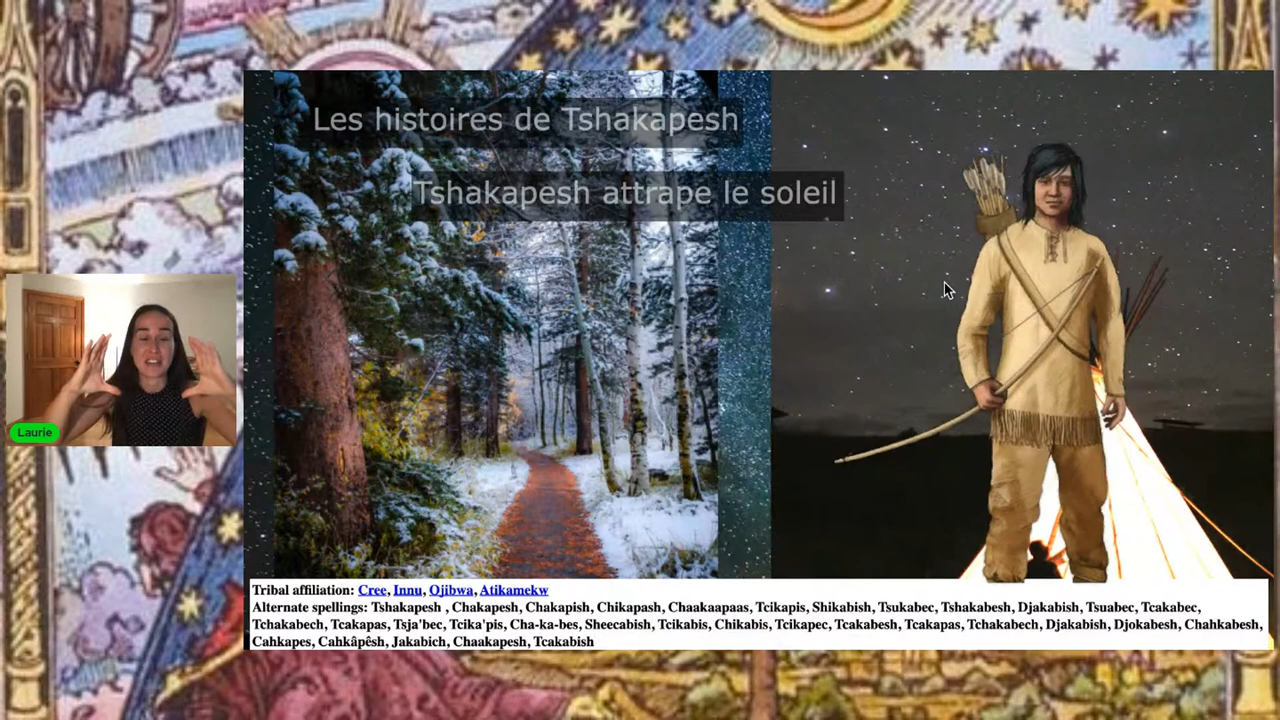 Les histoires de Tshakapesh
Tshakapesh attrape le soleil
Laurie
Tribal affiliation: Cree, Innu, Ojibwa, Atikamekw
Alternate spellings: Tshakapesh , Chakapesh, Chakapish, Chikapash, Chaakaapaas, Tcikapis, Shikabish, Tsukabec, Tshakabesh, Djakabish, Tsuabec, Tcakabec,
Tchakabech, Tcakapas, Tsja'bec, Tcika'pis, Cha-ka-bes, Sheecabish, Tcikabis, Chikabis, Tcikapec, Tcakabesh, Tcakapas, Tchakabech, Djakabish, Djokabesh, Chahkabesh,
Cahkapes, Cahkâpêsh, Jakabich, Chaakapesh, Tcakabish